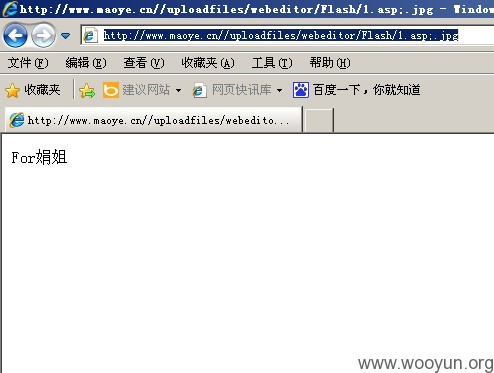 http://www.maoye.cn//uploadfiles/webeditor/Flash/1.asp;.jpg - Windo
http://www.maoye.cn//uploadfiles/webeditor/Flash/1.asp;.jpg
文件(F) 编辑(E) 查看(V) 收藏夹(A) 工具(T) 帮助(H)
收藏夹 建议网站 网页快讯库 百度一下，你就知道
http://www.maoye.cn//uploadfiles/webedito...
For娟姐
www.wooyun.org